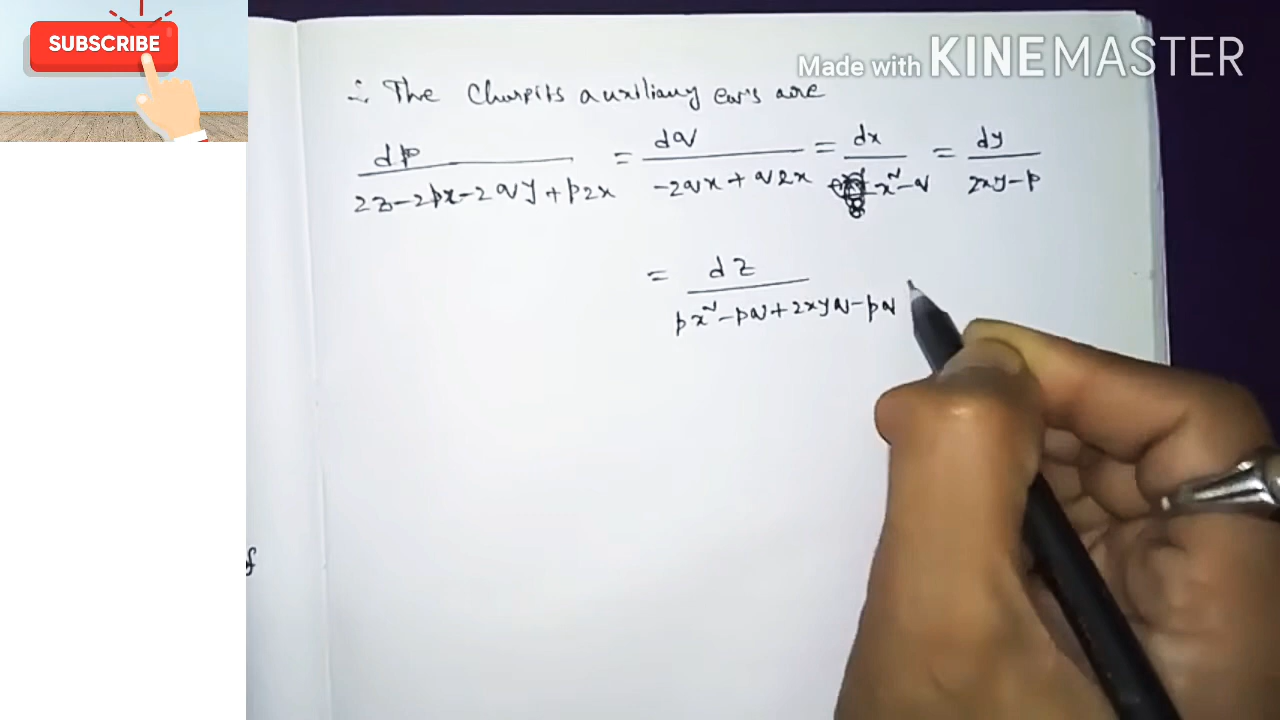 SUBSCRIBE
Made with KINEMASTER
∴ The Charpits auxiliary eqn's are
dp / 2z-2px-2qy+p2x = dq / -2qx+q2x = dx / x²-q = dy / 2xy-p
= dz / px²-pq+2xyq-pq
f